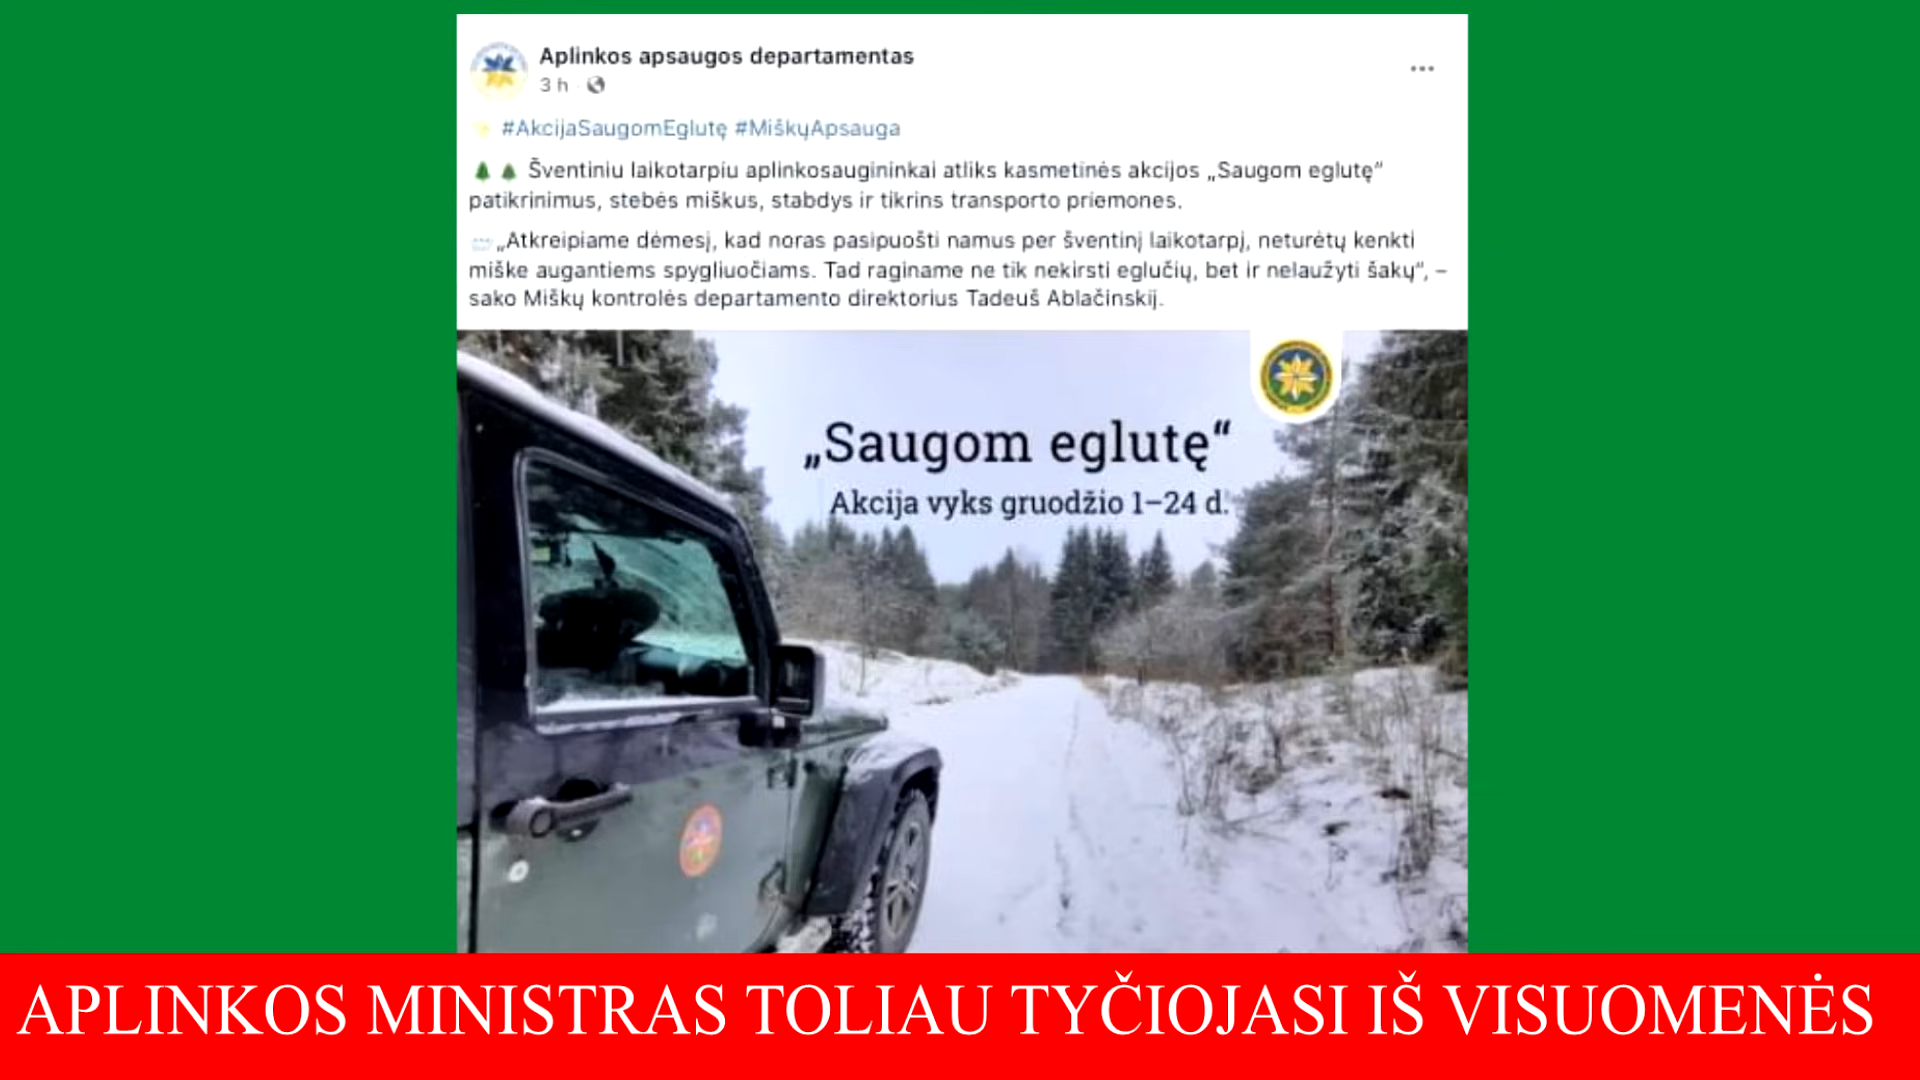 Aplinkos apsaugos departamentas
3 h
#AkcijaSaugomEglutę #MiškųApsauga
Šventiniu laikotarpiu aplinkosaugininkai atliks kasmetinės akcijos „Saugom eglutę“
patikrinimus, stebės miškus, stabdys ir tikrins transporto priemones.
„Atkreipiame dėmesį, kad noras pasipuošti namus per šventinį laikotarpį, neturėtų kenkti
miške augantiems spygliuočiams. Tad raginame ne tik nekirsti eglučių, bet ir nelaužyti šakų“, –
sako Miškų kontrolės departamento direktorius Tadeuš Ablačinskij.
„Saugom eglutę“
Akcija vyks gruodžio 1–24 d.
APLINKOS MINISTRAS TOLIAU TYČIOJASI IŠ VISUOMENĖS